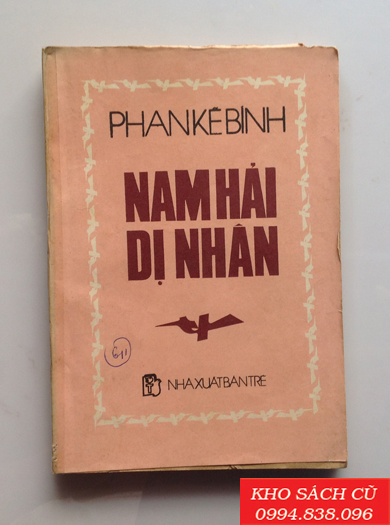 PHAN KẾ BÍNH
NAM HẢI
DỊ NHÂN
NHÀ XUẤT BẢN TRẺ
KHO SÁCH CŨ
0994.838.096